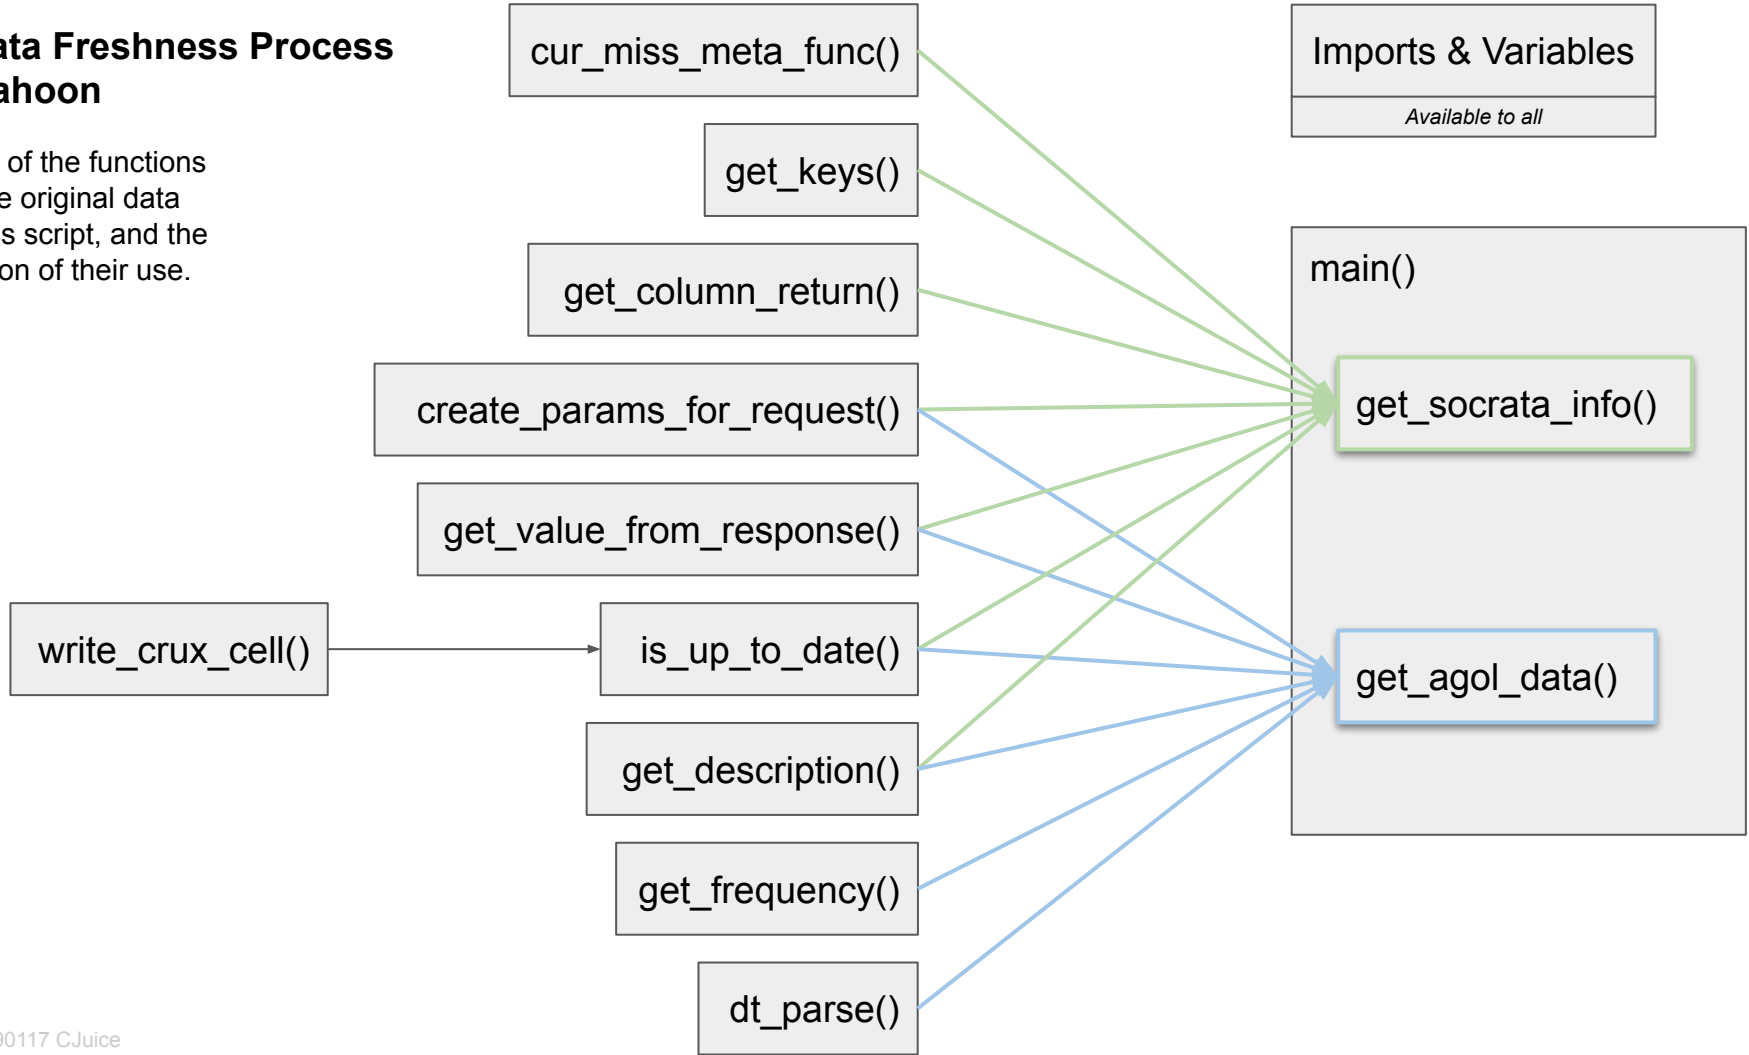 ata Freshness Process
ahoon
of the functions
e original data
s script, and the
on of their use.
cur_miss_meta_func()
get_keys()
get_column_return()
create_params_for_request()
get_value_from_response()
write_crux_cell()
is_up_to_date()
get_description()
get_frequency()
dt_parse()
Imports & Variables
Available to all
main()
get_socrata_info()
get_agol_data()
90117 CJuice